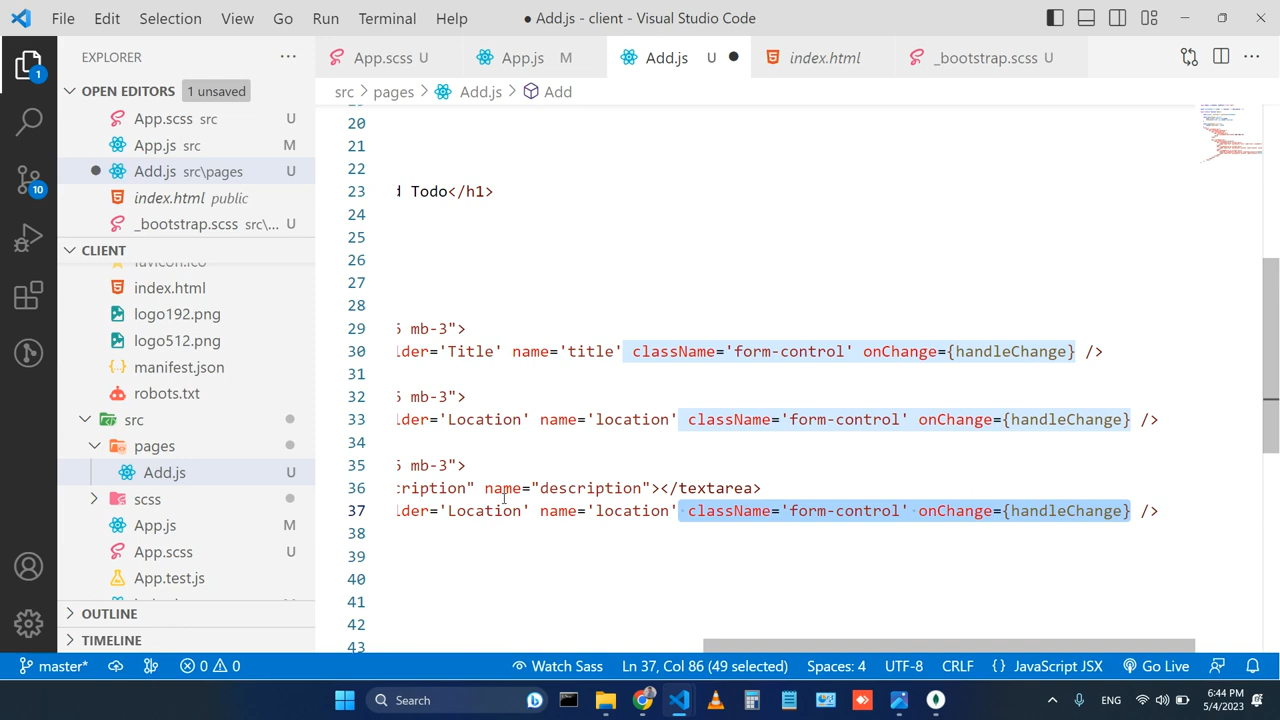 File Edit Selection View Go Run Terminal Help ● Add.js - client - Visual Studio Code
EXPLORER
OPEN EDITORS 1 unsaved
App.scss src U
App.js src M
Add.js src\pages U
index.html public
_bootstrap.scss src\... U
CLIENT
favicon.ico
index.html
logo192.png
logo512.png
manifest.json
robots.txt
src
pages
Add.js U
scss
App.js M
App.scss U
App.test.js
OUTLINE
TIMELINE
1
10
App.scss U App.js M Add.js U index.html _bootstrap.scss U
src > pages > Add.js > Add
20
21
22
23 d Todo</h1>
24
25
26
27
28
29 5 mb-3">
30 lder='Title' name='title' className='form-control' onChange={handleChange} />
31
32 5 mb-3">
33 lder='Location' name='location' className='form-control' onChange={handleChange} />
34
35 5 mb-3">
36 cription" name="description"></textarea>
37 lder='Location' name='location' className='form-control' onChange={handleChange} />
38
39
40
41
42
43
master* 0 0 Watch Sass Ln 37, Col 86 (49 selected) Spaces: 4 UTF-8 CRLF {} JavaScript JSX Go Live
Search ENG 6:44 PM
5/4/2023